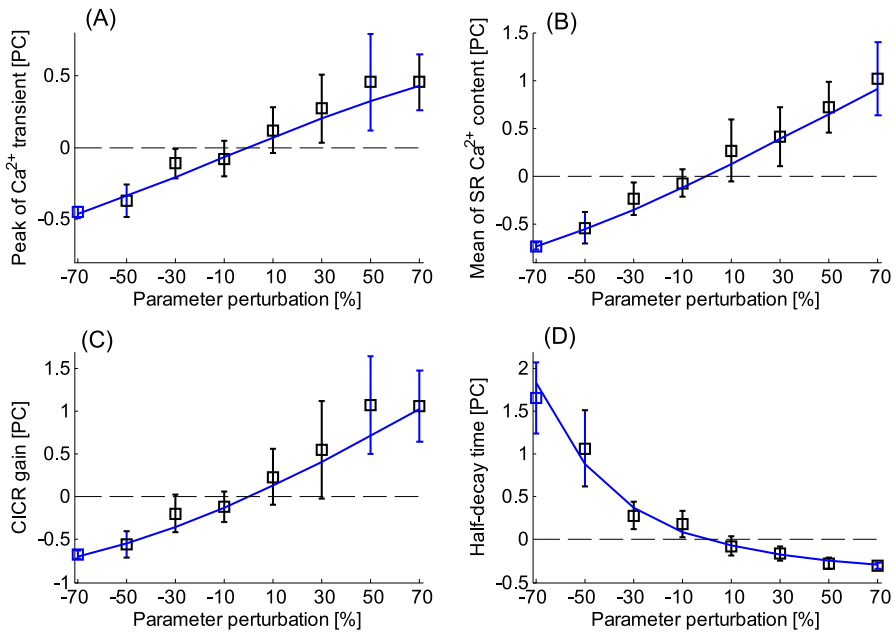 (A)
Peak of Ca2+ transient [PC]
0.5
0
-0.5
-70 -50 -30 -10 10 30 50 70
Parameter perturbation [%]
(B)
Mean of SR Ca2+ content [PC]
1.5
1
0.5
0
-0.5
-70 -50 -30 -10 10 30 50 70
Parameter perturbation [%]
(C)
CICR gain [PC]
1.5
1
0.5
0
-0.5
-1
-70 -50 -30 -10 10 30 50 70
Parameter perturbation [%]
(D)
Half-decay time [PC]
2
1.5
1
0.5
0
-0.5
-70 -50 -30 -10 10 30 50 70
Parameter perturbation [%]